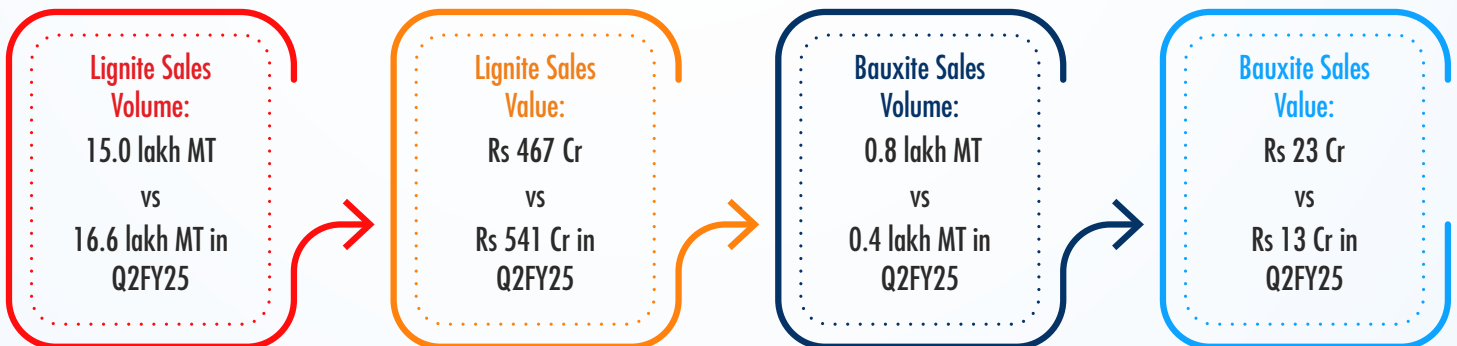 Lignite Sales
Volume:
15.0 lakh MT
vs
16.6 lakh MT in
Q2FY25
Lignite Sales
Value:
Rs 467 Cr
vs
Rs 541 Cr in
Q2FY25
Bauxite Sales
Volume:
0.8 lakh MT
vs
0.4 lakh MT in
Q2FY25
Bauxite Sales
Value:
Rs 23 Cr
vs
Rs 13 Cr in
Q2FY25